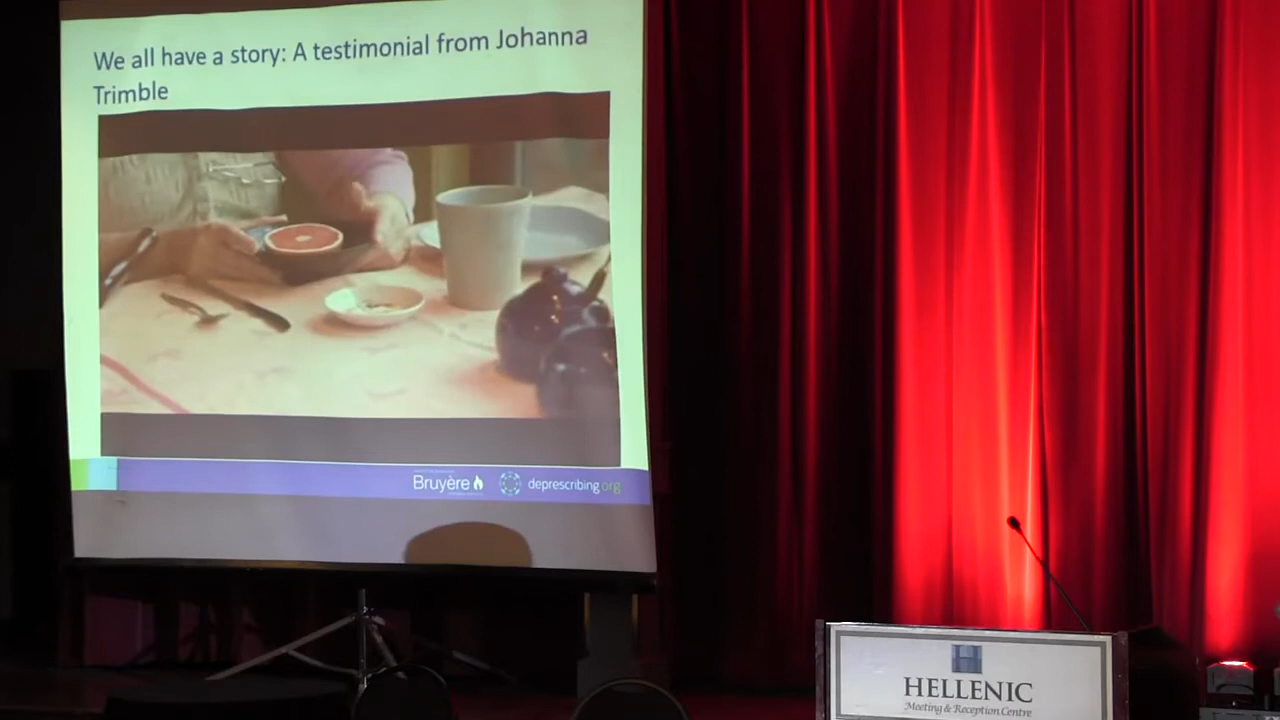 We all have a story: A testimonial from Johanna
Trimble
Bruyère
deprescribing.org
H
HELLENIC
Meeting & Reception Centre